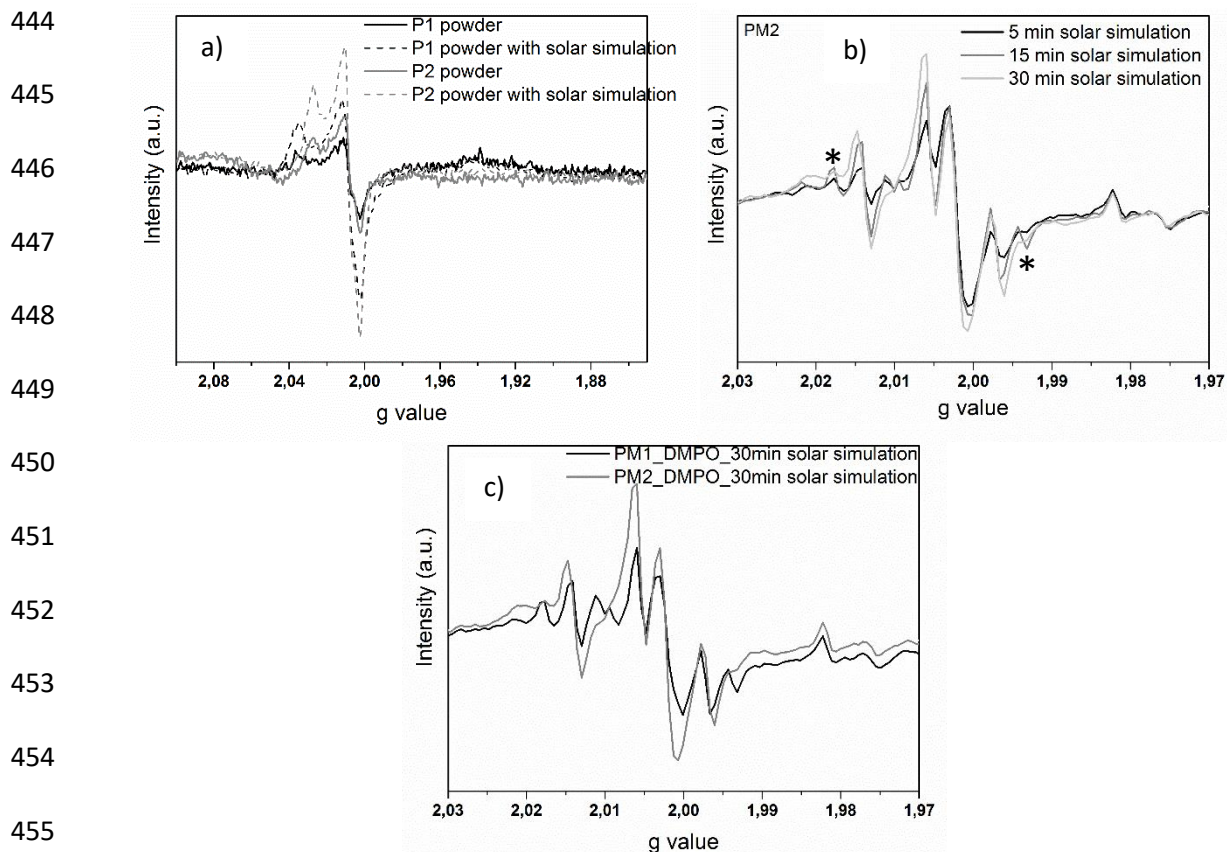 444
445
446
447
448
449
450
451
452
453
454
455
a)
P1 powder
P1 powder with solar simulation
P2 powder
P2 powder with solar simulation
Intensity (a.u.)
2,08 2,04 2,00 1,96 1,92 1,88
g value
PM2
b)
5 min solar simulation
15 min solar simulation
30 min solar simulation
*
*
Intensity (a.u.)
2,03 2,02 2,01 2,00 1,99 1,98 1,97
g value
c)
PM1_DMPO_30min solar simulation
PM2_DMPO_30min solar simulation
Intensity (a.u.)
2,03 2,02 2,01 2,00 1,99 1,98 1,97
g value